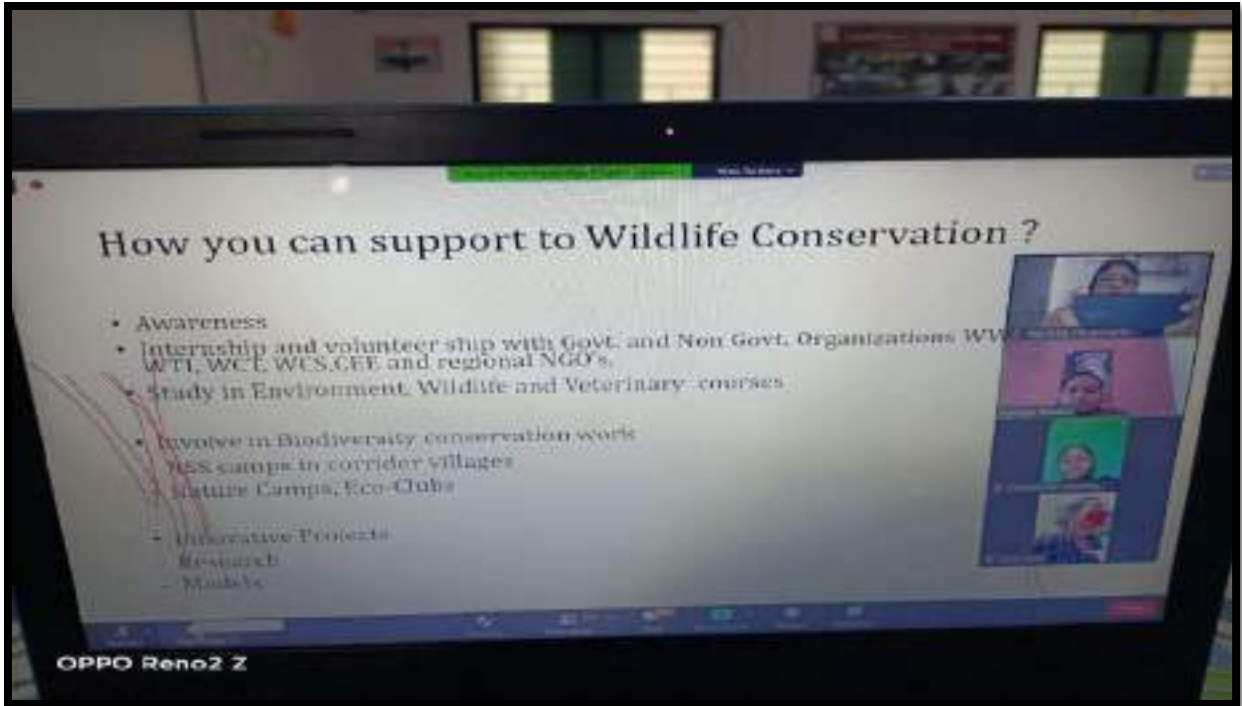 How you can support to Wildlife Conservation ?
• Awareness
• Internship and volunteer ship with Govt. and Non Govt. Organizations
WTI, WCT, WCS,CEE and regional NGO's.
• Study in Environment, Wildlife and Veterinary courses
• Involve in Biodiversity conservation work
NSS camps in corrider villages
Nature Camps, Eco-Clubs
• Innovative Projects
- Research
- Models
OPPO Reno2 Z